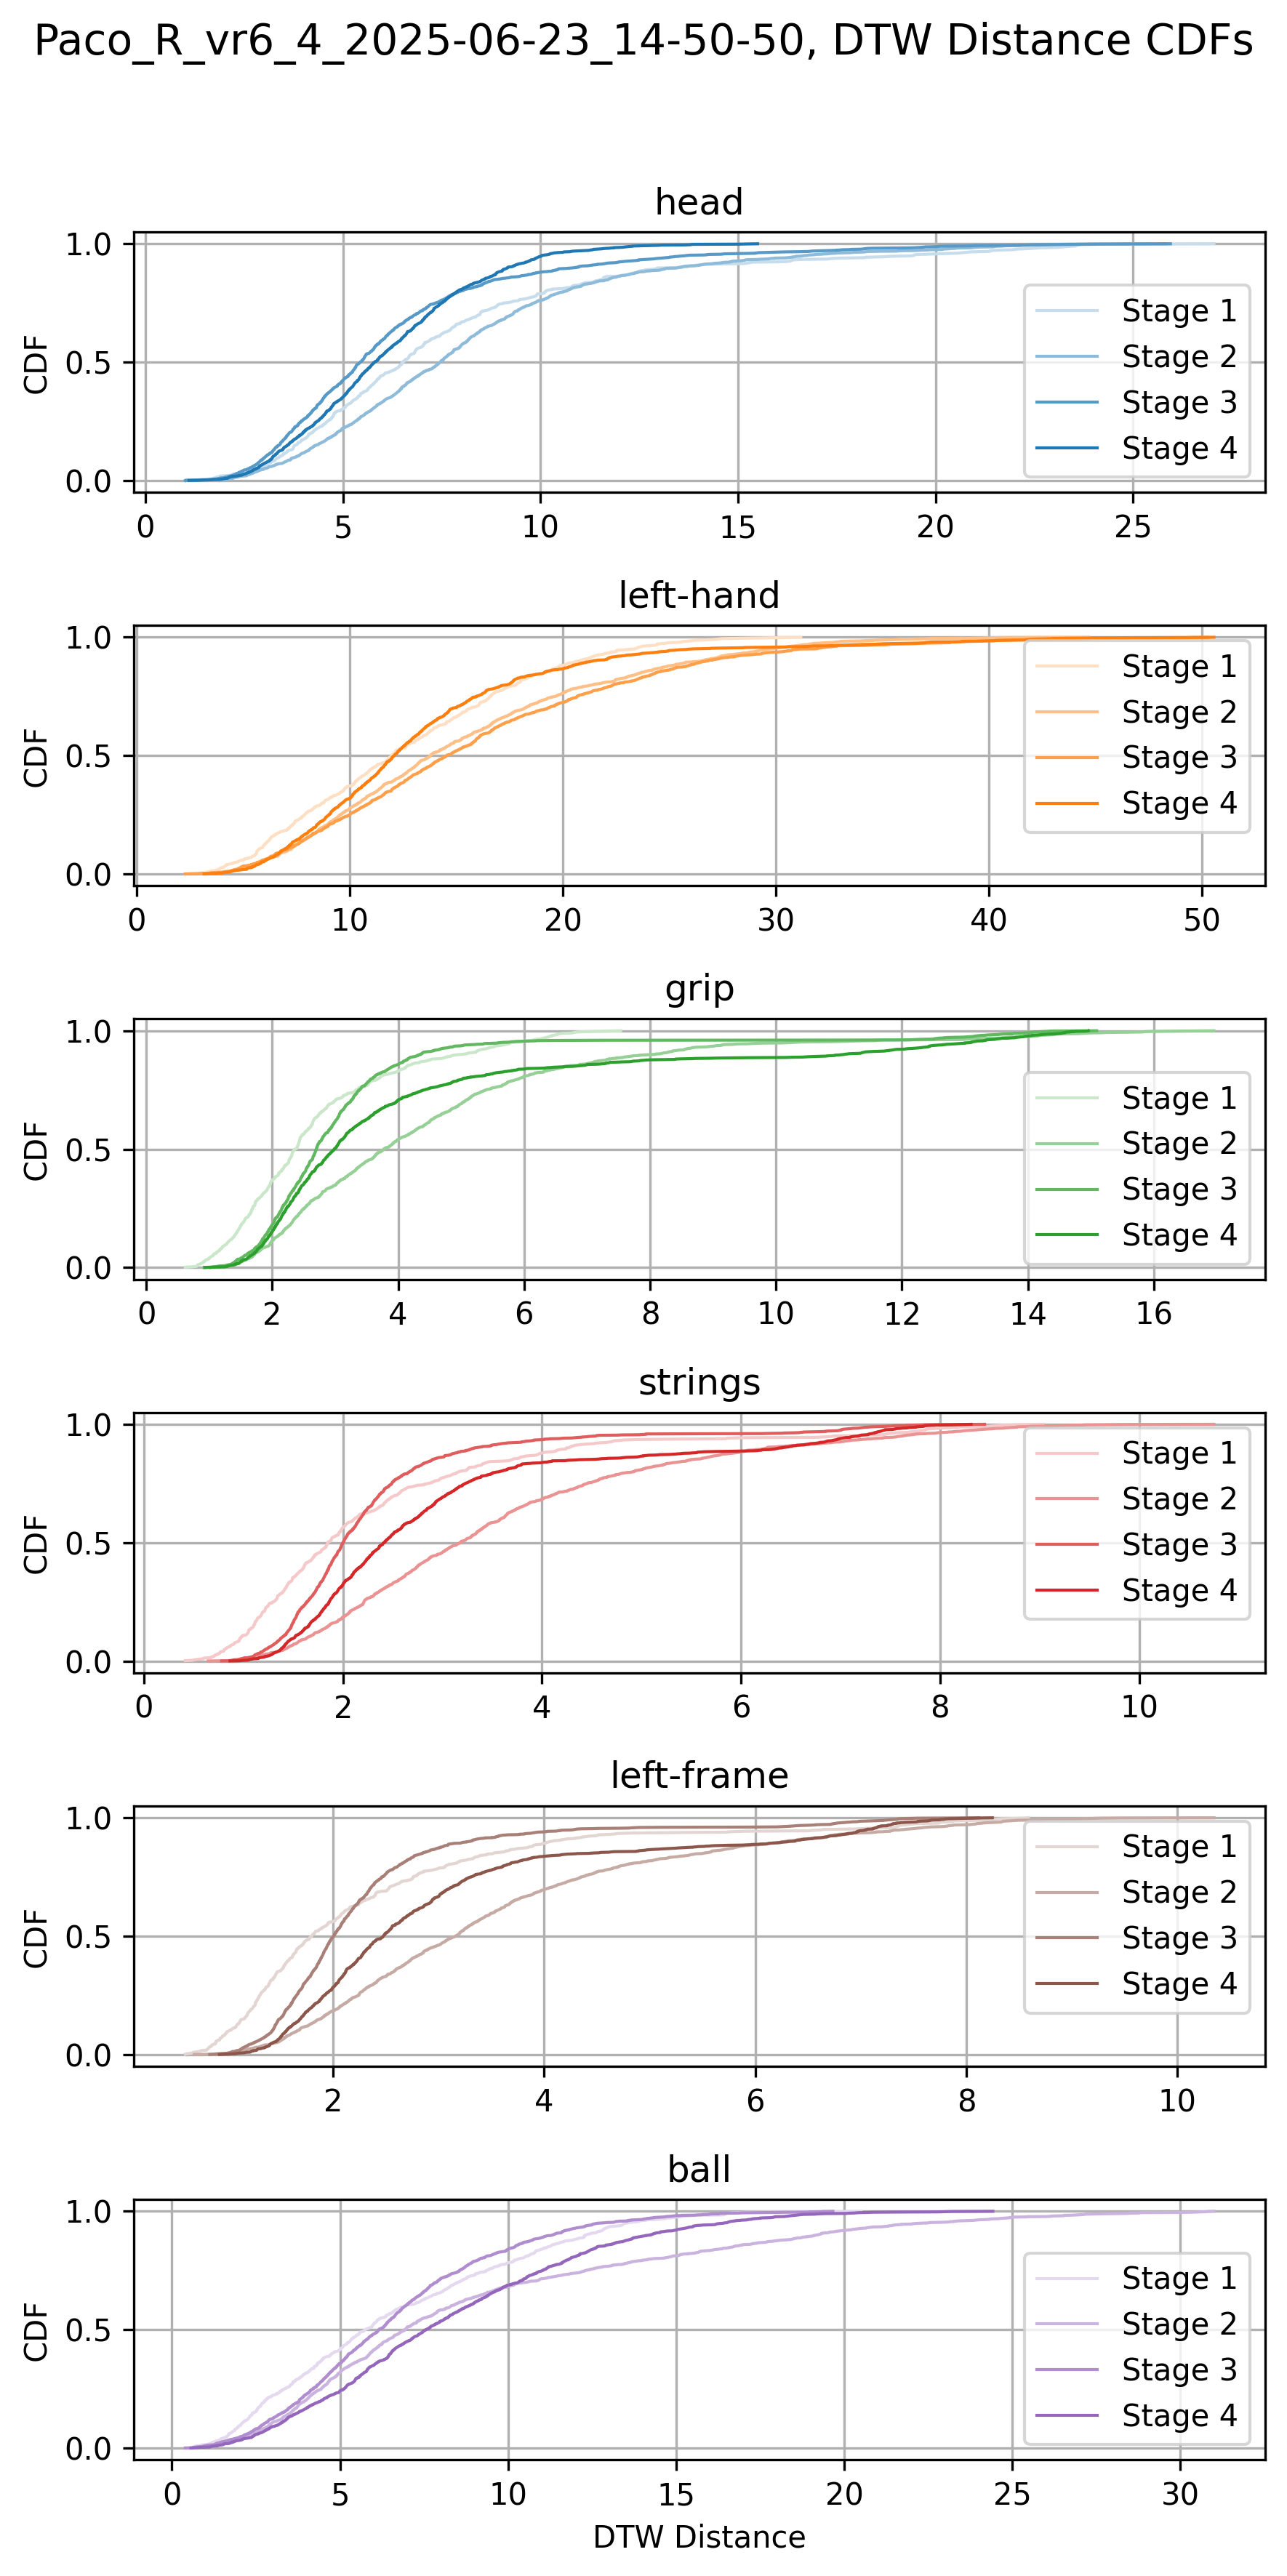 Paco_R_vr6_4_2025-06-23_14-50-50, DTW Distance CDFs
head
1.0
0.5
0.0
CDF
Stage 1
Stage 2
Stage 3
Stage 4
0 5 10 15 20 25
left-hand
1.0
0.5
0.0
CDF
Stage 1
Stage 2
Stage 3
Stage 4
0 10 20 30 40 50
grip
1.0
0.5
0.0
CDF
Stage 1
Stage 2
Stage 3
Stage 4
0 2 4 6 8 10 12 14 16
strings
1.0
0.5
0.0
CDF
Stage 1
Stage 2
Stage 3
Stage 4
0 2 4 6 8 10
left-frame
1.0
0.5
0.0
CDF
Stage 1
Stage 2
Stage 3
Stage 4
2 4 6 8 10
ball
1.0
0.5
0.0
CDF
Stage 1
Stage 2
Stage 3
Stage 4
0 5 10 15 20 25 30
DTW Distance